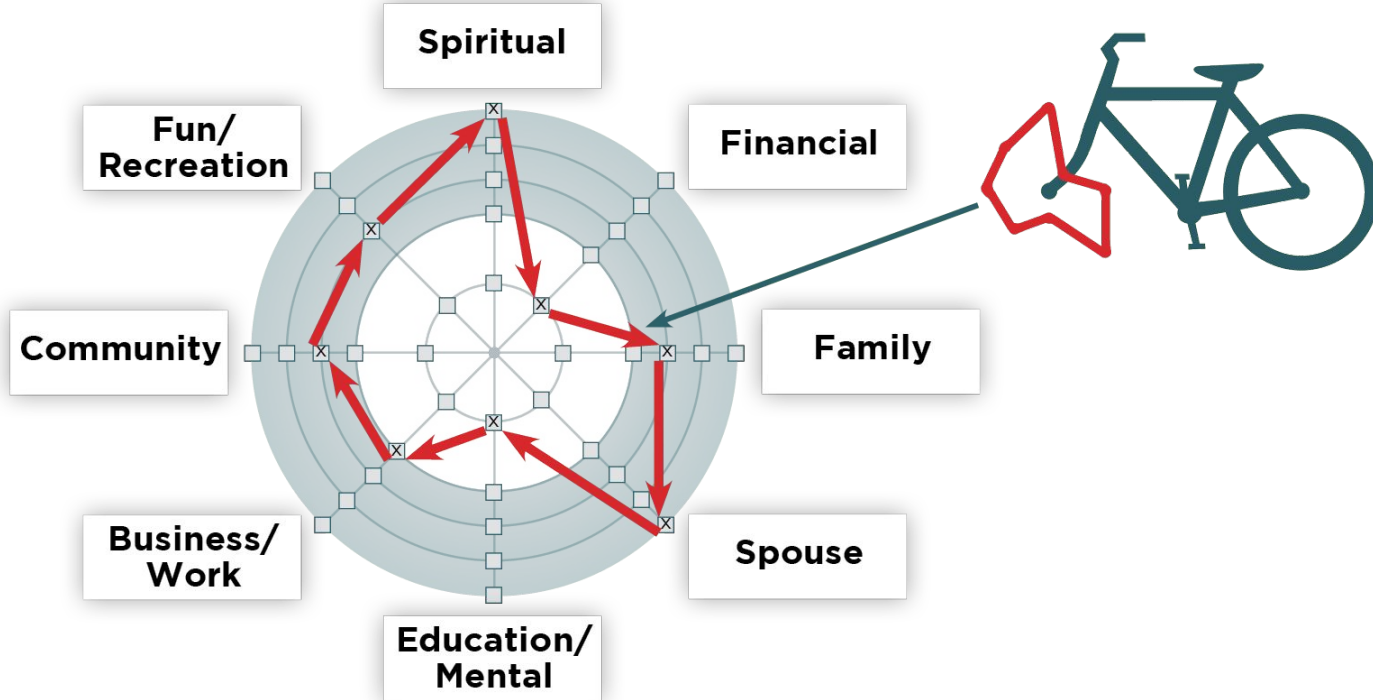 Spiritual
Fun/
Recreation
Financial
Community
Family
Business/
Work
Spouse
Education/
Mental
X
X
X
X
X
X
X
X